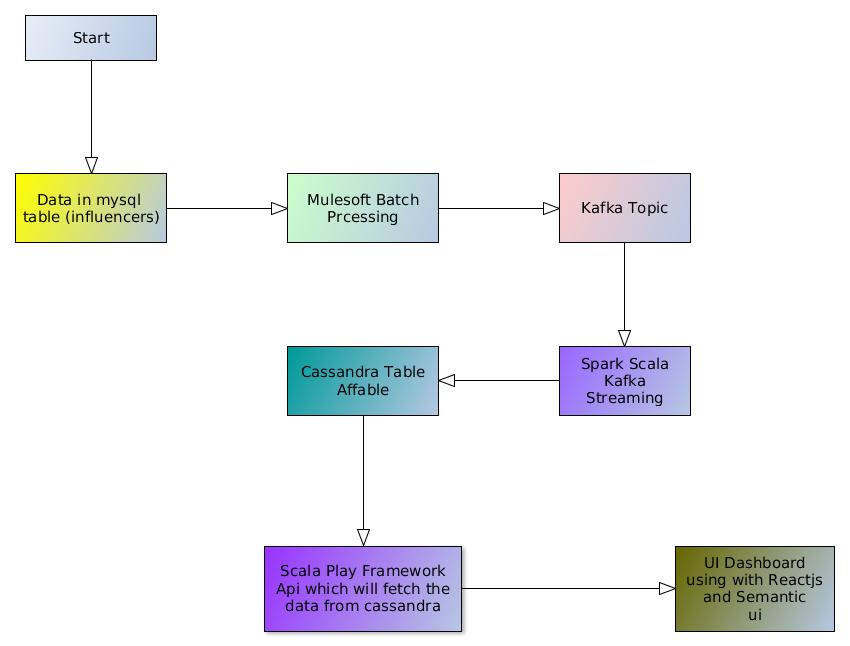 Start
Data in mysql
table (influencers)
Mulesoft Batch
Prcessing
Kafka Topic
Cassandra Table
Affable
Spark Scala
Kafka
Streaming
Scala Play Framework
Api which will fetch the
data from cassandra
UI Dashboard
using with Reactjs
and Semantic
ui